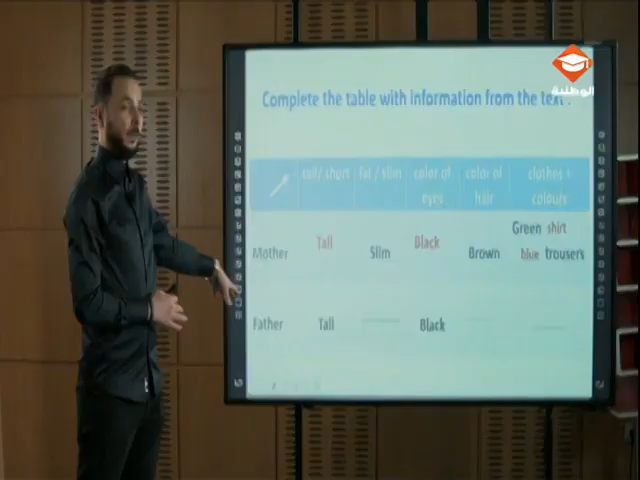 الوطنية
Complete the table with information from the text .
tall/ short fat / slim color of eyes color of hair clothes + colours
Mother Tall Slim Black Brown Green shirt blue trousers
Father Tall Black